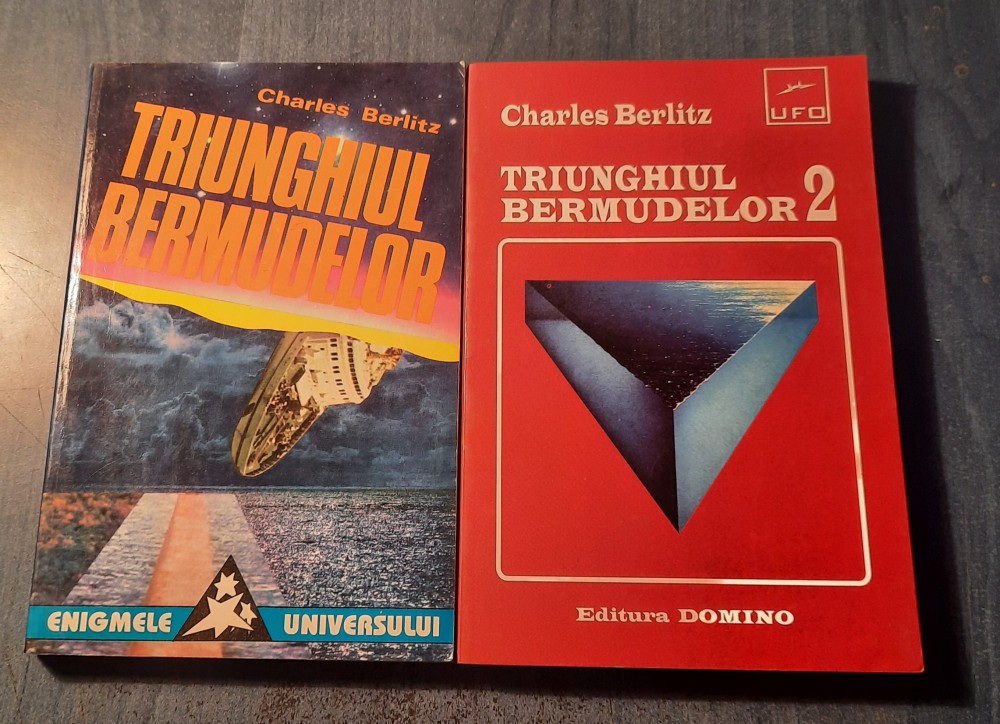 Charles Berlitz
TRIUNGHIUL
BERMUDELOR
ENIGMELE UNIVERSULUI
UFO
Charles Berlitz
TRIUNGHIUL
BERMUDELOR 2
Editura DOMINO